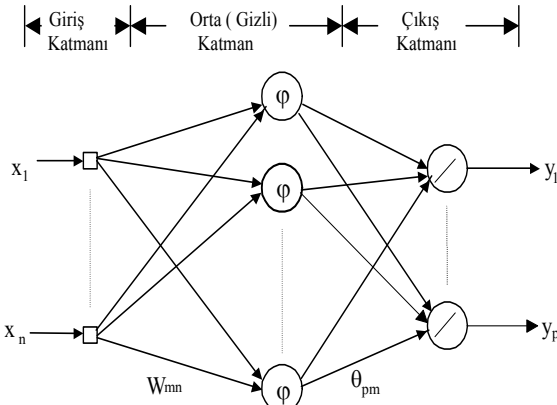 Giriş
Katmanı
Orta ( Gizli )
Katman
Çıkış
Katmanı
φ
x1
φ
y1
xn
yp
Wmn
φ
θpm